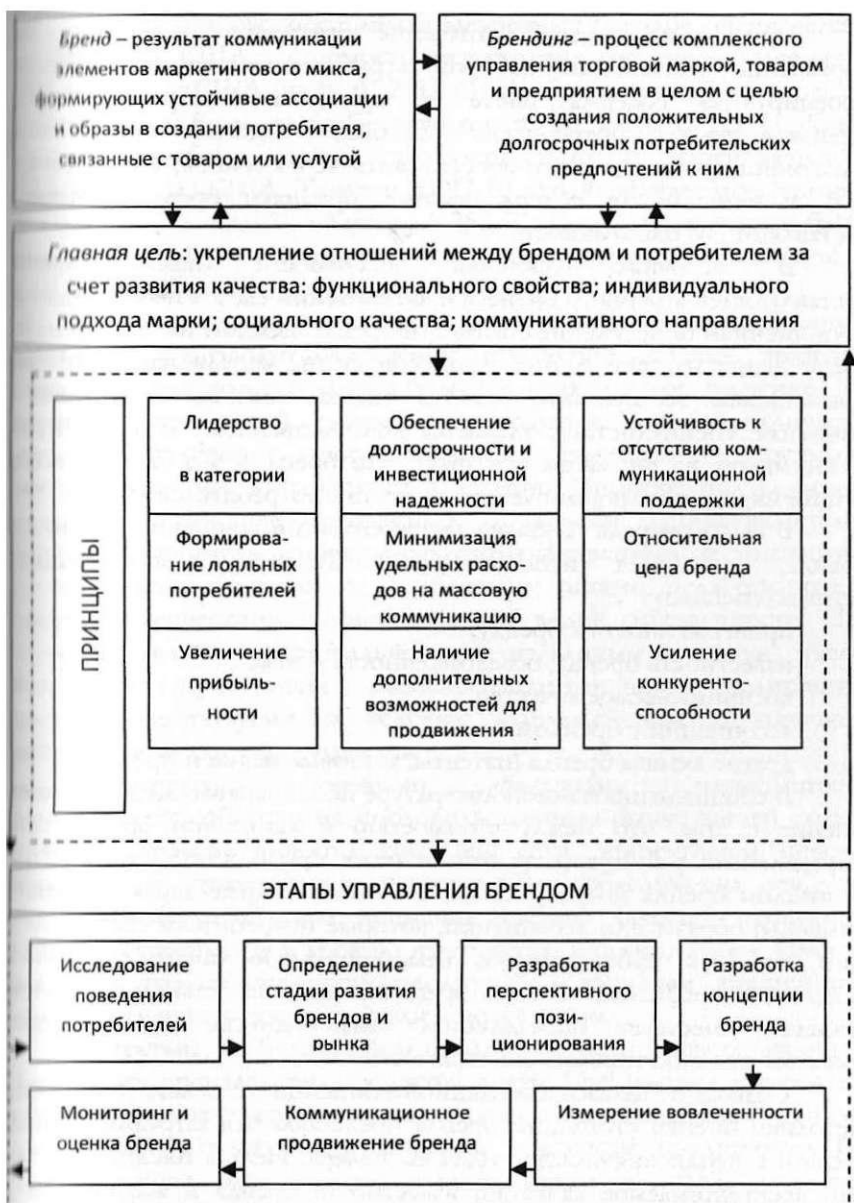 Бренд – результат коммуникации
элементов маркетингового микса,
формирующих устойчивые ассоциации
и образы в создании потребителя,
связанные с товаром или услугой
Брендинг – процесс комплексного
управления торговой маркой, товаром
и предприятием в целом с целью
создания положительных
долгосрочных потребительских
предпочтений к ним
Главная цель: укрепление отношений между брендом и потребителем за
счет развития качества: функционального свойства; индивидуального
подхода марки; социального качества; коммуникативного направления
ПРИНЦИПЫ
Лидерство
в категории
Обеспечение
долгосрочности и
инвестиционной
надежности
Устойчивость к
отсутствию ком-
муникационной
поддержки
Формирова-
ние лояльных
потребителей
Минимизация
удельных расхо-
дов на массовую
коммуникацию
Относительная
цена бренда
Увеличение
прибыль-
ности
Наличие
дополнительных
возможностей для
продвижения
Усиление
конкуренто-
способности
ЭТАПЫ УПРАВЛЕНИЯ БРЕНДОМ
Исследование
поведения
потребителей
Определение
стадии развития
брендов и
рынка
Разработка
перспективного
пози-
ционирования
Разработка
концепции
бренда
Мониторинг и
оценка бренда
Коммуникационное
продвижение бренда
Измерение вовлеченности